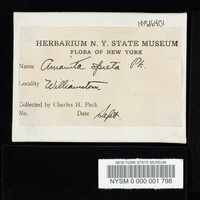 HERBARIUM N. Y. STATE MUSEUM
FLORA OF NEW YORK
Name Amanita spreta Pk.
Locality Williamstown
Collected by Charles H. Peck
No. Date Sept
NEW YORK STATE MUSEUM
NYSM 0 000 001 798